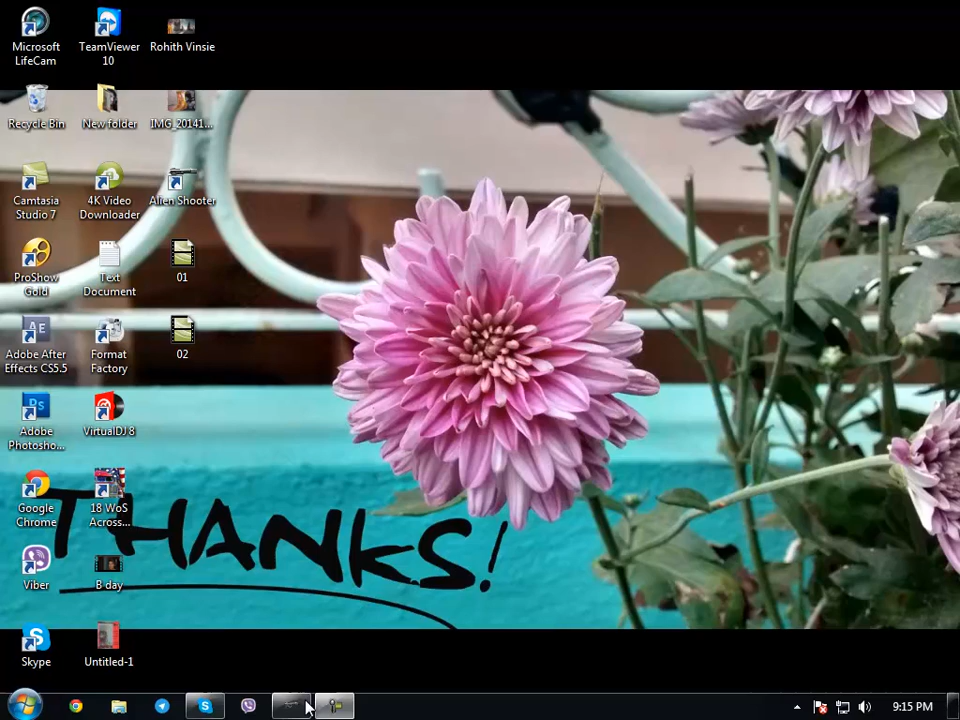 Microsoft
LifeCam
TeamViewer
10
Rohith Vinsie
Recycle Bin
New folder
IMG_20141...
Camtasia
Studio 7
4K Video
Downloader
Alien Shooter
ProShow
Gold
Text
Document
01
AE
Adobe After
Effects CS5.5
Format
Factory
02
Ps
Adobe
Photosho...
VirtualDJ 8
Google
Chrome
18 WoS
Across...
THANKS!
Viber
B day
Skype
Untitled-1
9:15 PM